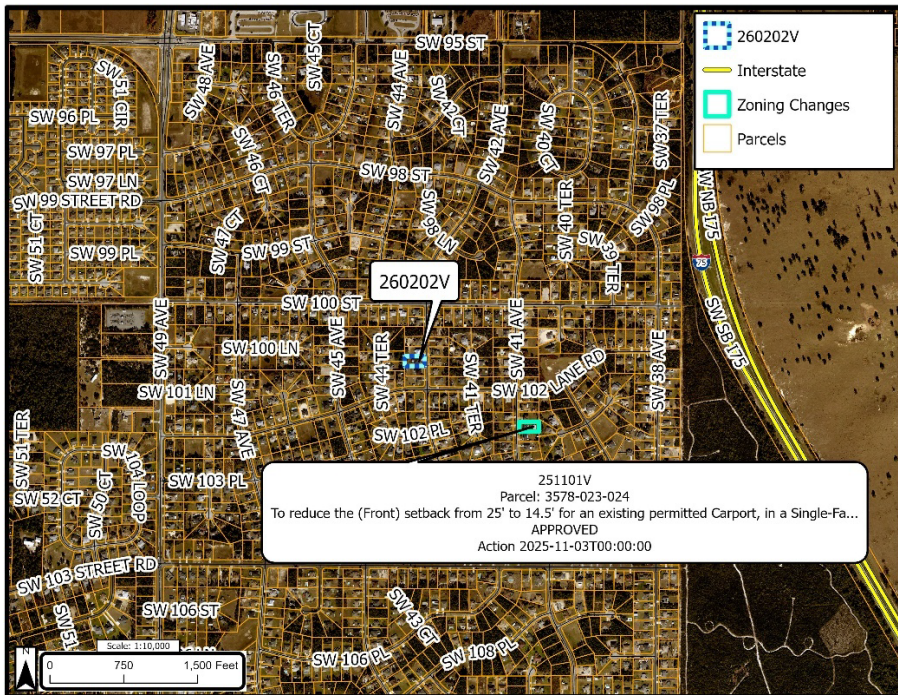 260202V
Interstate
Zoning Changes
Parcels
SW 95 ST
SW 51 CIR
SW 48 AVE
SW 46 TER
SW 45 CT
SW 44 AVE
SW 42 CT
SW 42 AVE
SW 40 CT
SW 37 TER
SW 96 PL
SW 97 PL
SW 97 LN
SW 99 STREET RD
SW 46 CT
SW 98 ST
SW 98 LN
SW 40 TER
SW 98 PL
SW 51 CT
SW 99 PL
SW 47 CT
SW 99 ST
SW 39 TER
SW NB I75
75
SW SB I75
260202V
SW 100 ST
SW 49 AVE
SW 100 LN
SW 45 AVE
SW 44 TER
SW 41 TER
SW 41 AVE
SW 102 LANE RD
SW 38 AVE
SW 101 LN
SW 47 AVE
SW 102 PL
SW 51 TER
SW 52 CT
SW 50 CT
SW 104 LOOP
SW 103 PL
251101V
Parcel: 3578-023-024
To reduce the (Front) setback from 25' to 14.5' for an existing permitted Carport, in a Single-Fa...
APPROVED
Action 2025-11-03T00:00:00
SW 103 STREET RD
SW 106 ST
SW 43 CT
SW 106 PL
SW 108 PL
Scale: 1:10,000
N
0 750 1,500 Feet